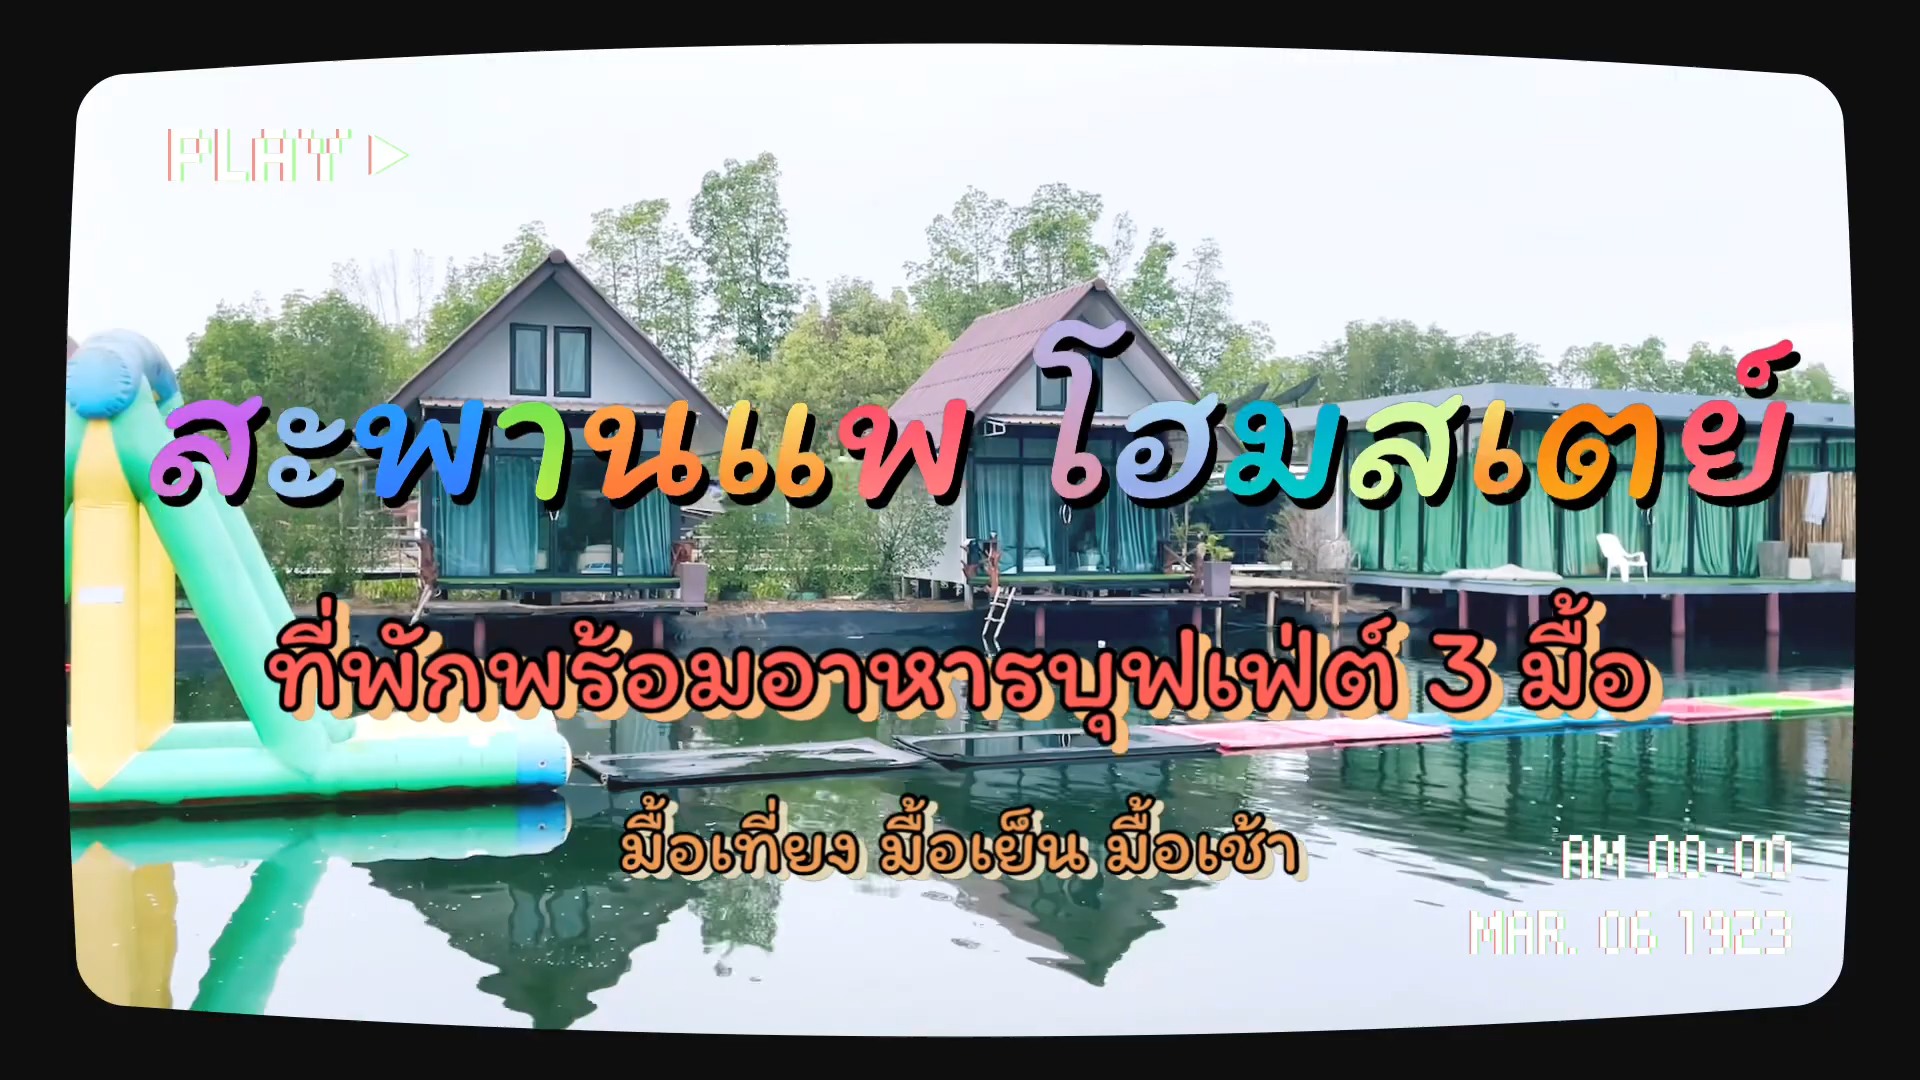 PLAY
สะพานแพ โฮมสเตย์
ที่พักพร้อมอาหารบุฟเฟ่ต์ 3 มื้อ
มื้อเที่ยง มื้อเย็น มื้อเช้า
AM 00:00
MAR. 06 1923